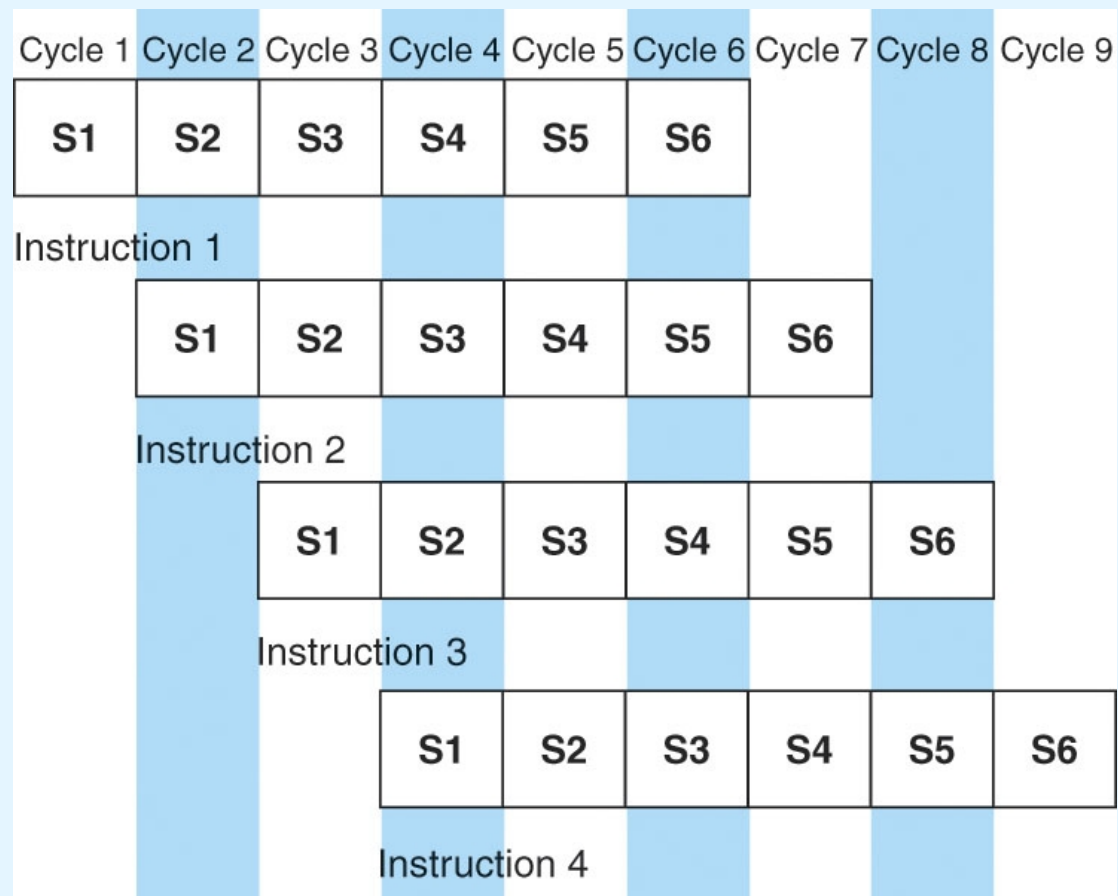 Cycle 1 Cycle 2 Cycle 3 Cycle 4 Cycle 5 Cycle 6 Cycle 7 Cycle 8 Cycle 9
S1 S2 S3 S4 S5 S6
Instruction 1
S1 S2 S3 S4 S5 S6
Instruction 2
S1 S2 S3 S4 S5 S6
Instruction 3
S1 S2 S3 S4 S5 S6
Instruction 4